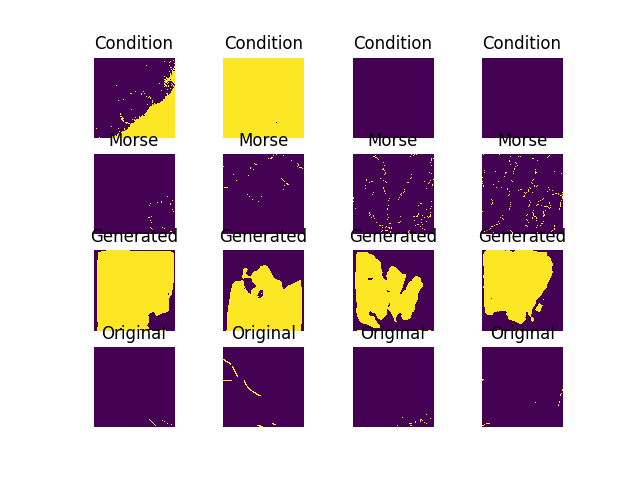 Condition Condition Condition Condition
Morse Morse Morse Morse
Generated Generated Generated Generated
Original Original Original Original